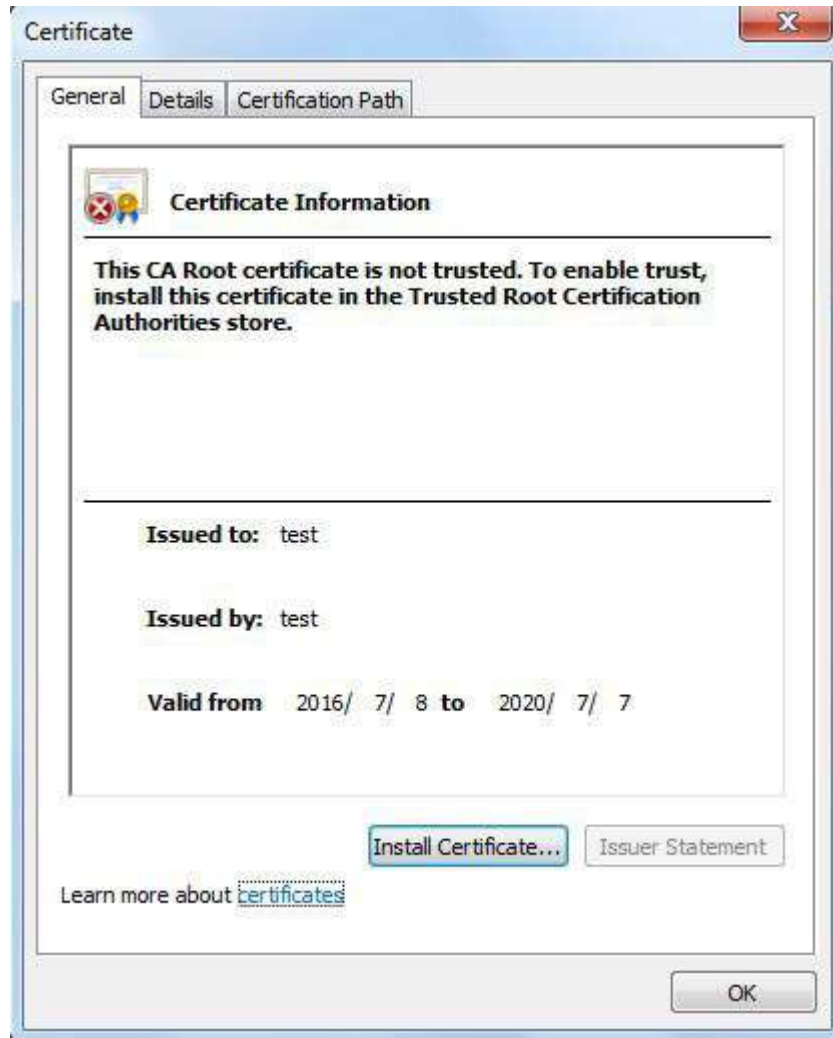 Certificate
General Details Certification Path
Certificate Information
This CA Root certificate is not trusted. To enable trust,
install this certificate in the Trusted Root Certification
Authorities store.
Issued to: test
Issued by: test
Valid from 2016/ 7/ 8 to 2020/ 7/ 7
Install Certificate... Issuer Statement
Learn more about certificates
OK